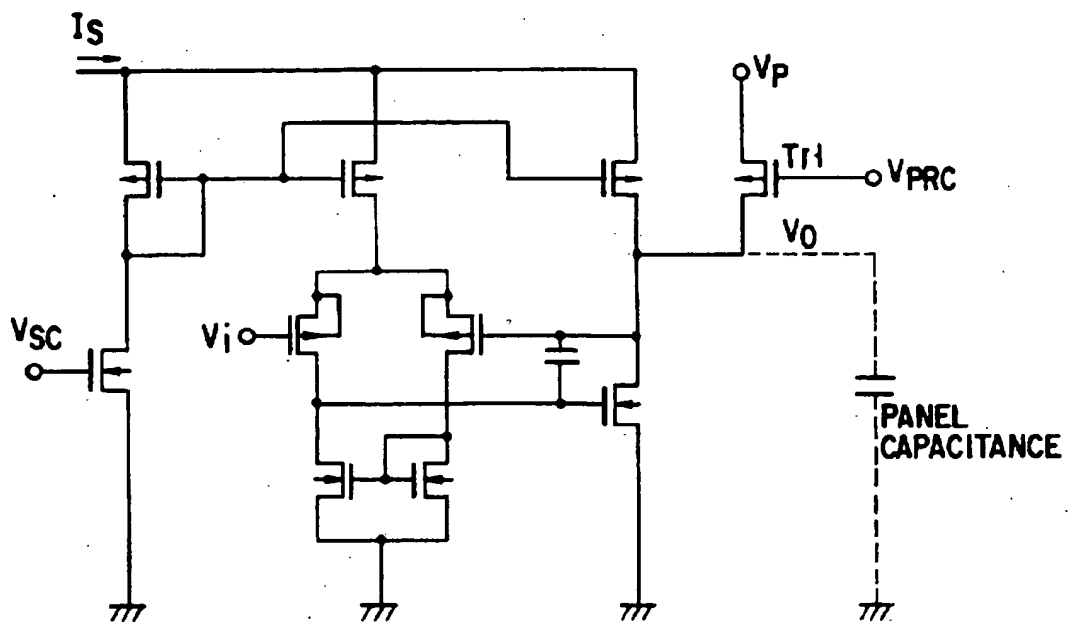 IS
VP
Tr1
VPRC
VO
VSC
Vi
PANEL
CAPACITANCE